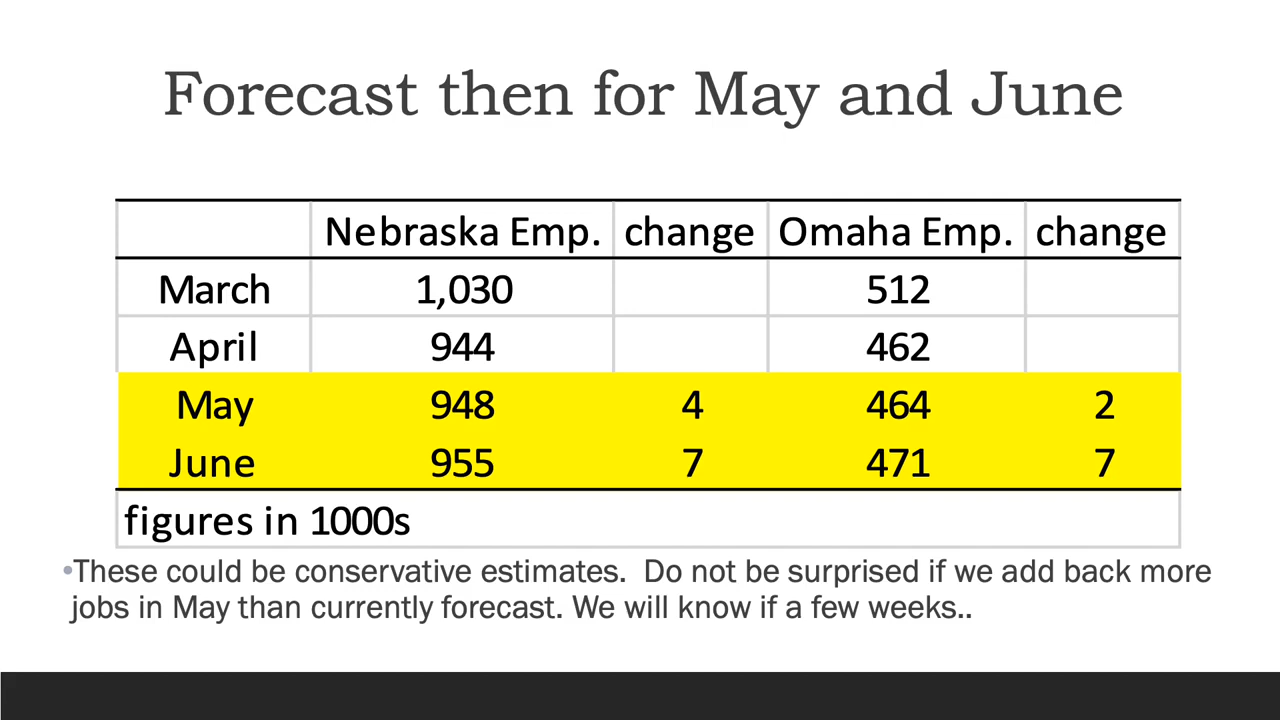 Forecast then for May and June
Nebraska Emp. change Omaha Emp. change
March 1,030 512
April 944 462
May 948 4 464 2
June 955 7 471 7
figures in 1000s
•These could be conservative estimates.  Do not be surprised if we add back more
jobs in May than currently forecast. We will know if a few weeks..